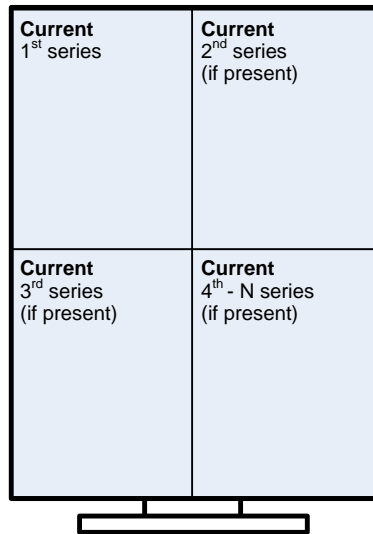 Current
1st series
Current
2nd series
(if present)
Current
3rd series
(if present)
Current
4th - N series
(if present)